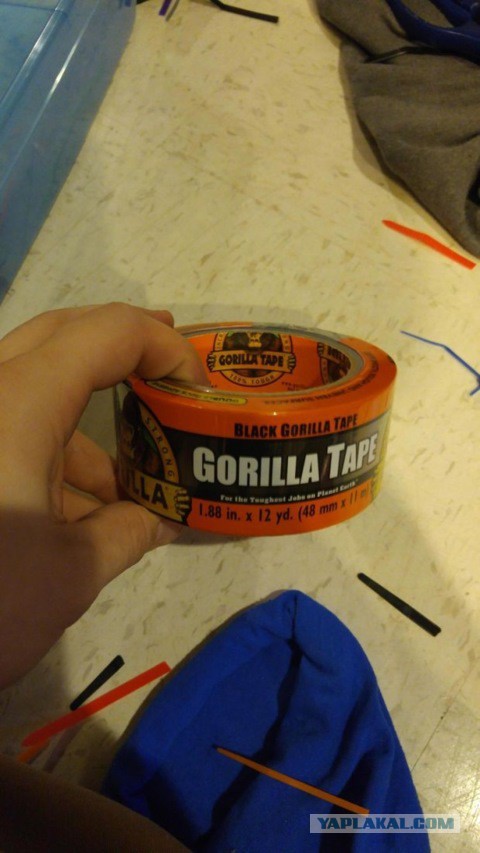 GORILLA TAPE
BLACK GORILLA TAPE
STRONG
GORILLA TAPE
For the Toughest Jobs on Planet Earth
1.88 in. x 12 yd. (48 mm x 11 m)
YAPLAKAL.COM